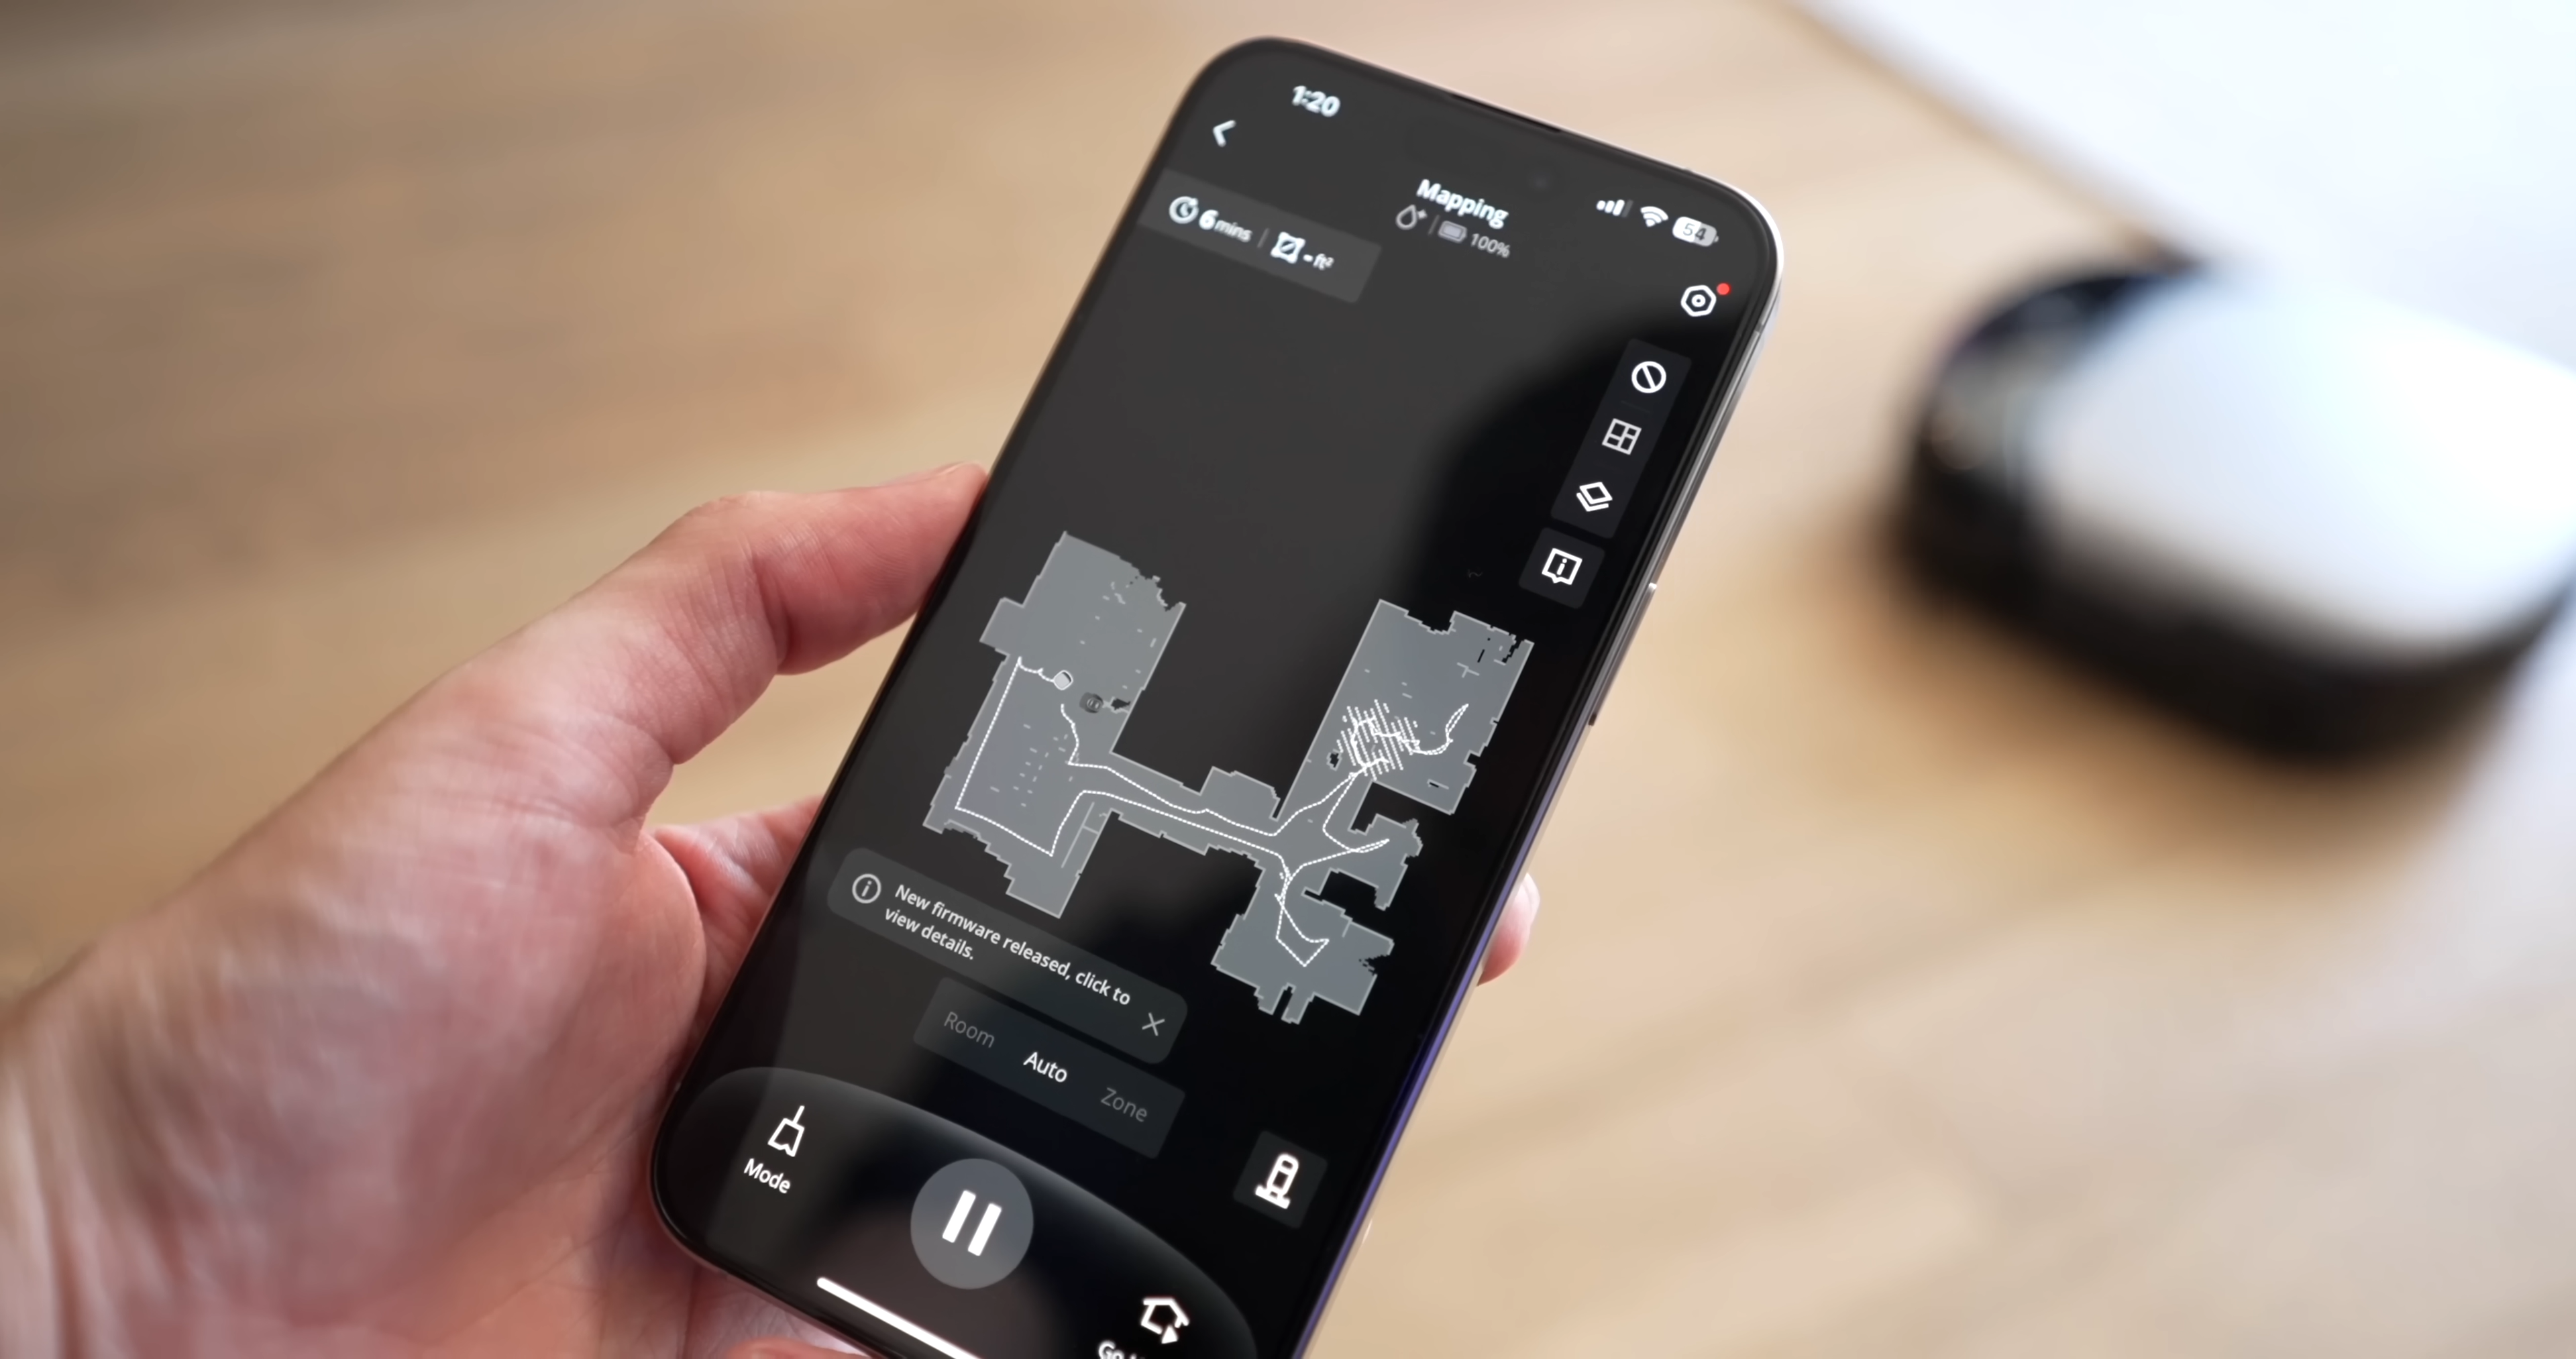 1:20
54
Mapping
100%
6 mins | - ft²
New firmware released, click to
view details.
Room Auto Zone
Mode
Go